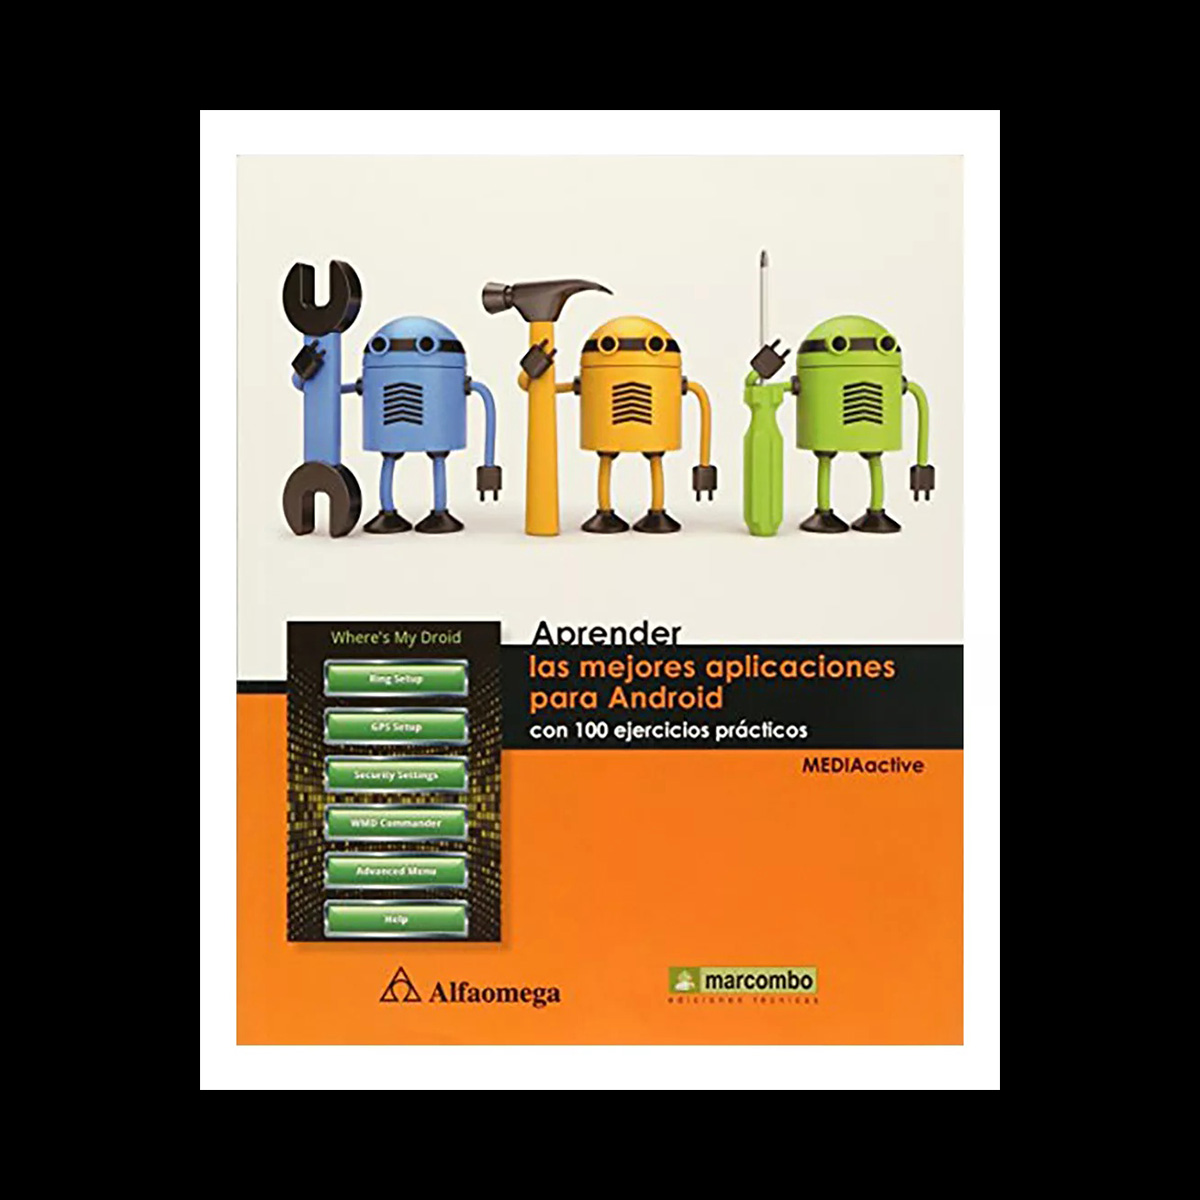 Aprender
las mejores aplicaciones
para Android
con 100 ejercicios prácticos
MEDIAactive
Where's My Droid
Ring Setup
GPS Setup
Security Settings
WMD Commander
Advanced Menu
Help
Alfaomega
marcombo
ediciones técnicas